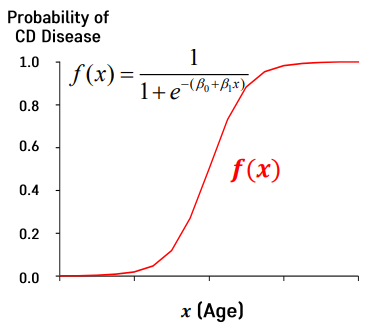 Probability of
CD Disease
1.0
f(x) = 1 / 1 + e^-(β₀+β₁x)
0.8
0.6
f(x)
0.4
0.2
0.0
x (Age)